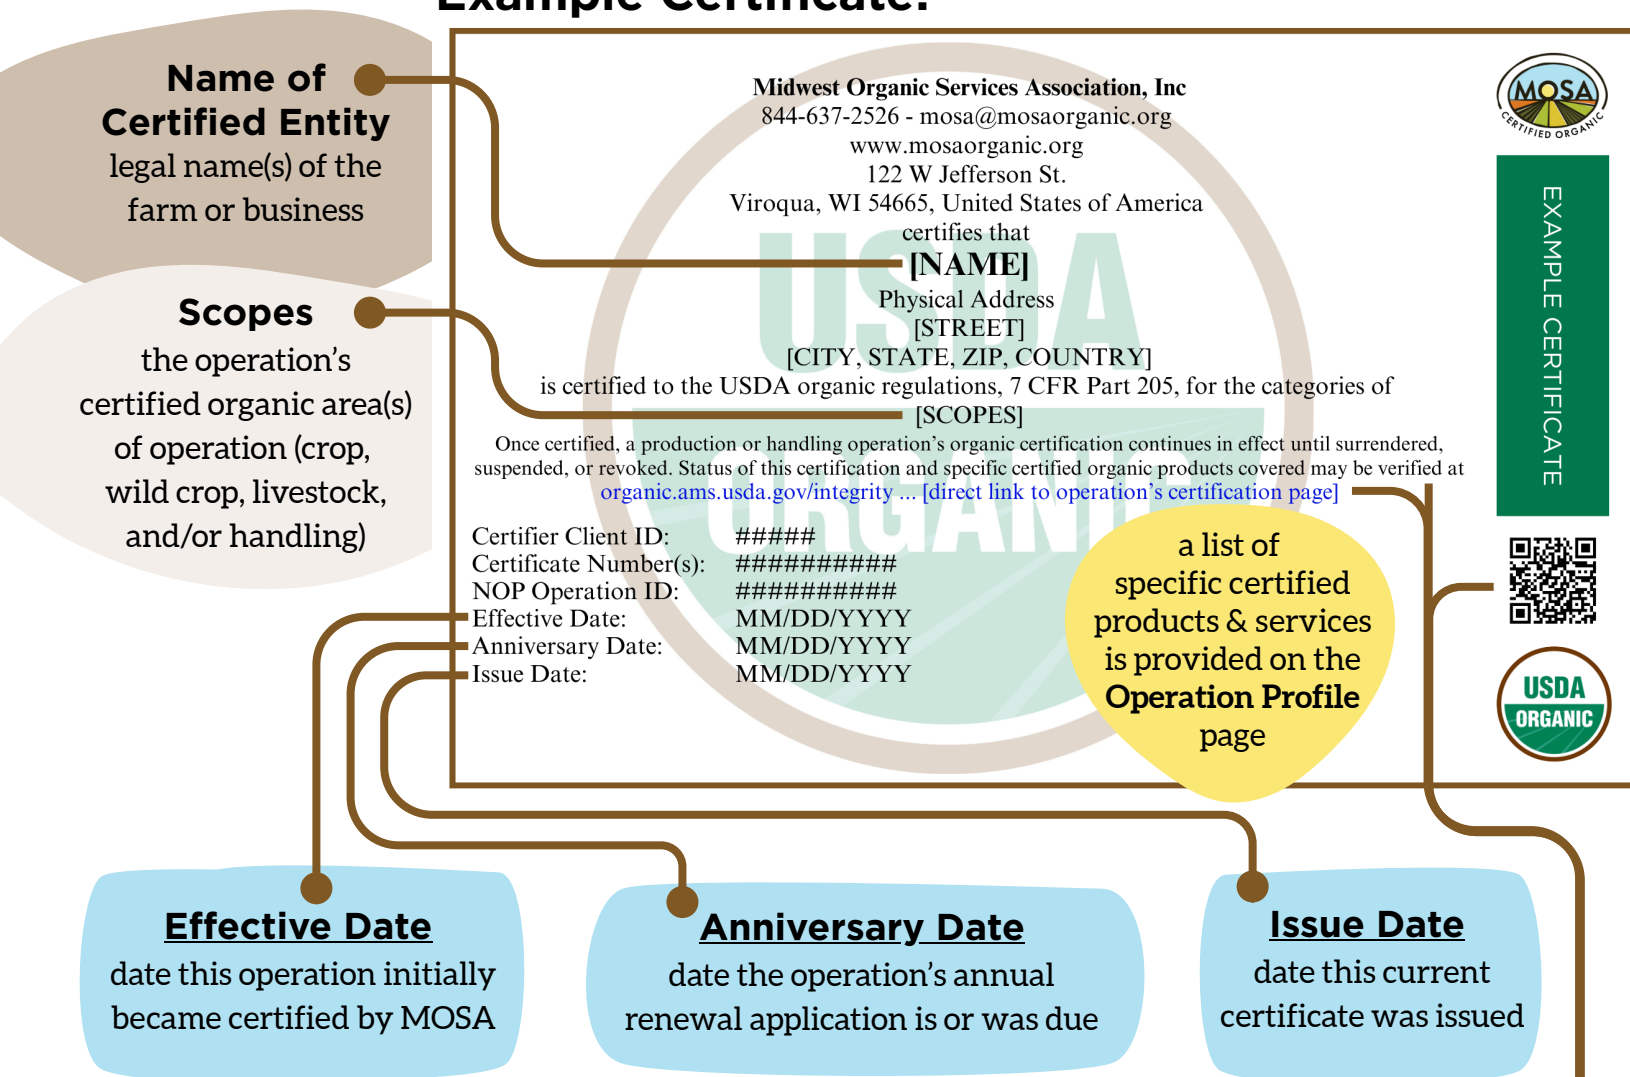 Example Certificate:
Name of
Certified Entity
legal name(s) of the
farm or business
Scopes
the operation’s
certified organic area(s)
of operation (crop,
wild crop, livestock,
and/or handling)
Midwest Organic Services Association, Inc
844-637-2526 - mosa@mosaorganic.org
www.mosaorganic.org
122 W Jefferson St.
Viroqua, WI 54665, United States of America
certifies that
[NAME]
Physical Address
[STREET]
[CITY, STATE, ZIP, COUNTRY]
is certified to the USDA organic regulations, 7 CFR Part 205, for the categories of
[SCOPES]
Once certified, a production or handling operation’s organic certification continues in effect until surrendered,
suspended, or revoked. Status of this certification and specific certified organic products covered may be verified at
organic.ams.usda.gov/integrity ... [direct link to operation’s certification page]
Certifier Client ID: #####
Certificate Number(s): ##########
NOP Operation ID: ##########
Effective Date: MM/DD/YYYY
Anniversary Date: MM/DD/YYYY
Issue Date: MM/DD/YYYY
USDA
ORGANIC
a list of
specific certified
products & services
is provided on the
Operation Profile
page
MOSA
CERTIFIED ORGANIC
EXAMPLE CERTIFICATE
USDA
ORGANIC
Effective Date
date this operation initially
became certified by MOSA
Anniversary Date
date the operation’s annual
renewal application is or was due
Issue Date
date this current
certificate was issued